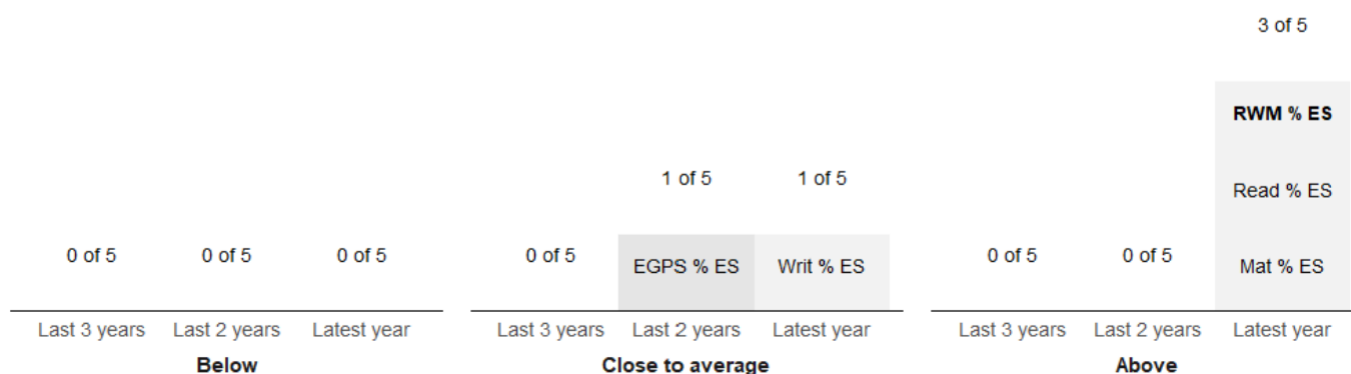 3 of 5
RWM % ES
1 of 5 1 of 5
Read % ES
0 of 5 0 of 5 0 of 5 0 of 5 EGPS % ES Writ % ES 0 of 5 0 of 5 Mat % ES
Last 3 years Last 2 years Latest year Last 3 years Last 2 years Latest year Last 3 years Last 2 years Latest year
Below Close to average Above